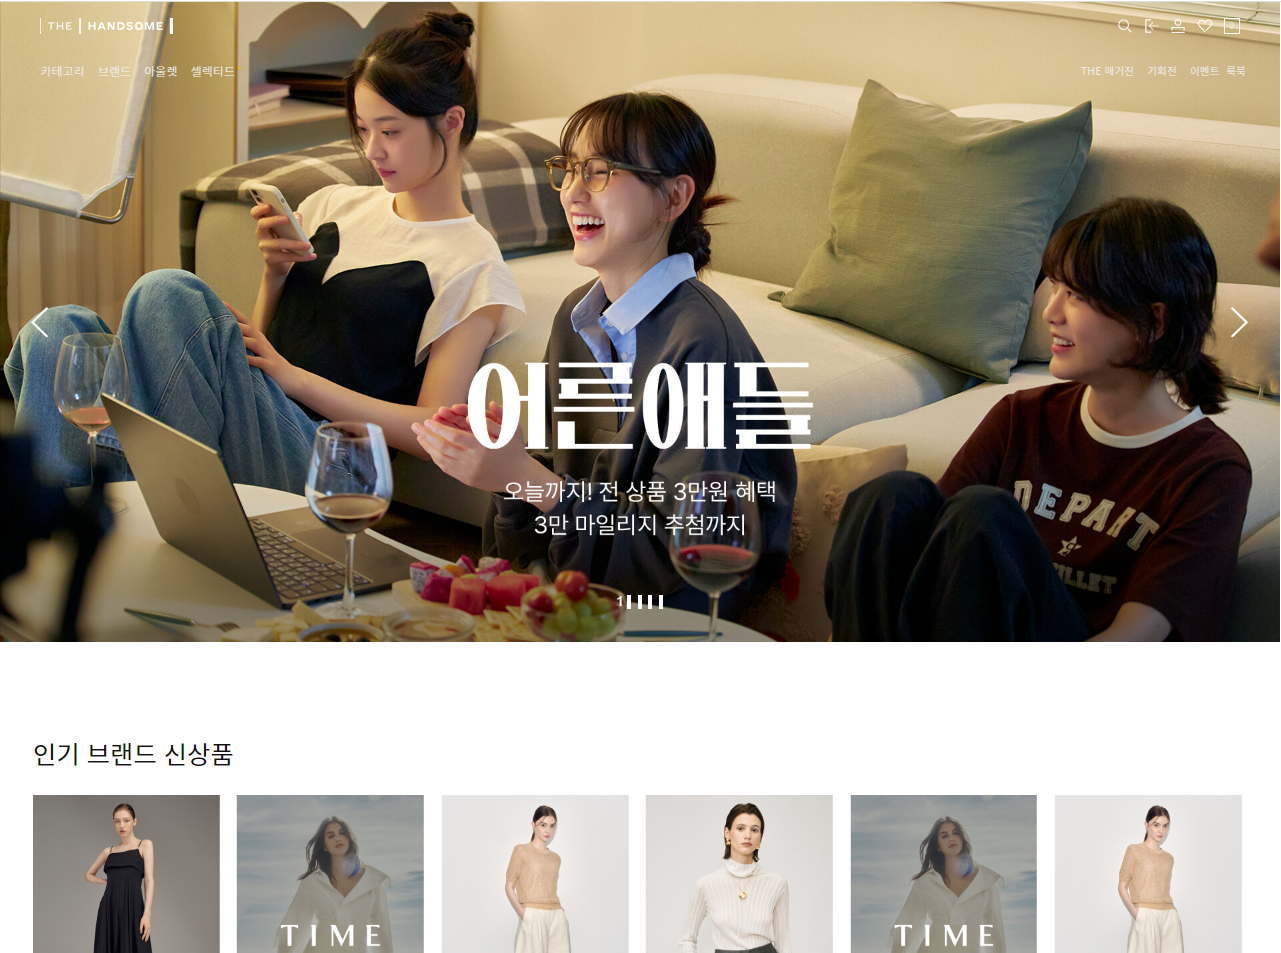 THE HANDSOME
0
카테고리 브랜드 아울렛 셀렉티드
THE 매거진 기획전 이벤트 룩북
어른애들
오늘까지! 전 상품 3만원 혜택
3만 마일리지 추첨까지
DEPART
1
인기 브랜드 신상품
TIME
TIME